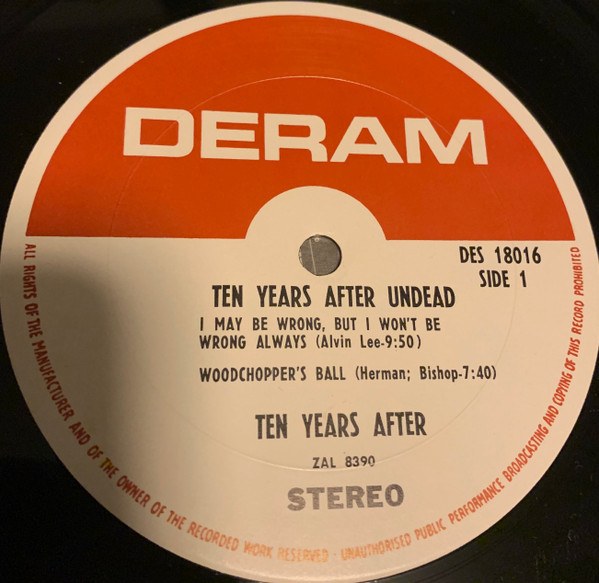 DERAM
DES 18016
SIDE 1
TEN YEARS AFTER UNDEAD
I MAY BE WRONG, BUT I WON'T BE
WRONG ALWAYS (Alvin Lee-9:50)
WOODCHOPPER'S BALL (Herman; Bishop-7:40)
TEN YEARS AFTER
ZAL 8390
STEREO
ALL RIGHTS OF THE MANUFACTURER AND OF THE OWNER OF THE RECORDED WORK RESERVED · UNAUTHORISED PUBLIC PERFORMANCE BROADCASTING AND COPYING OF THIS RECORD PROHIBITED